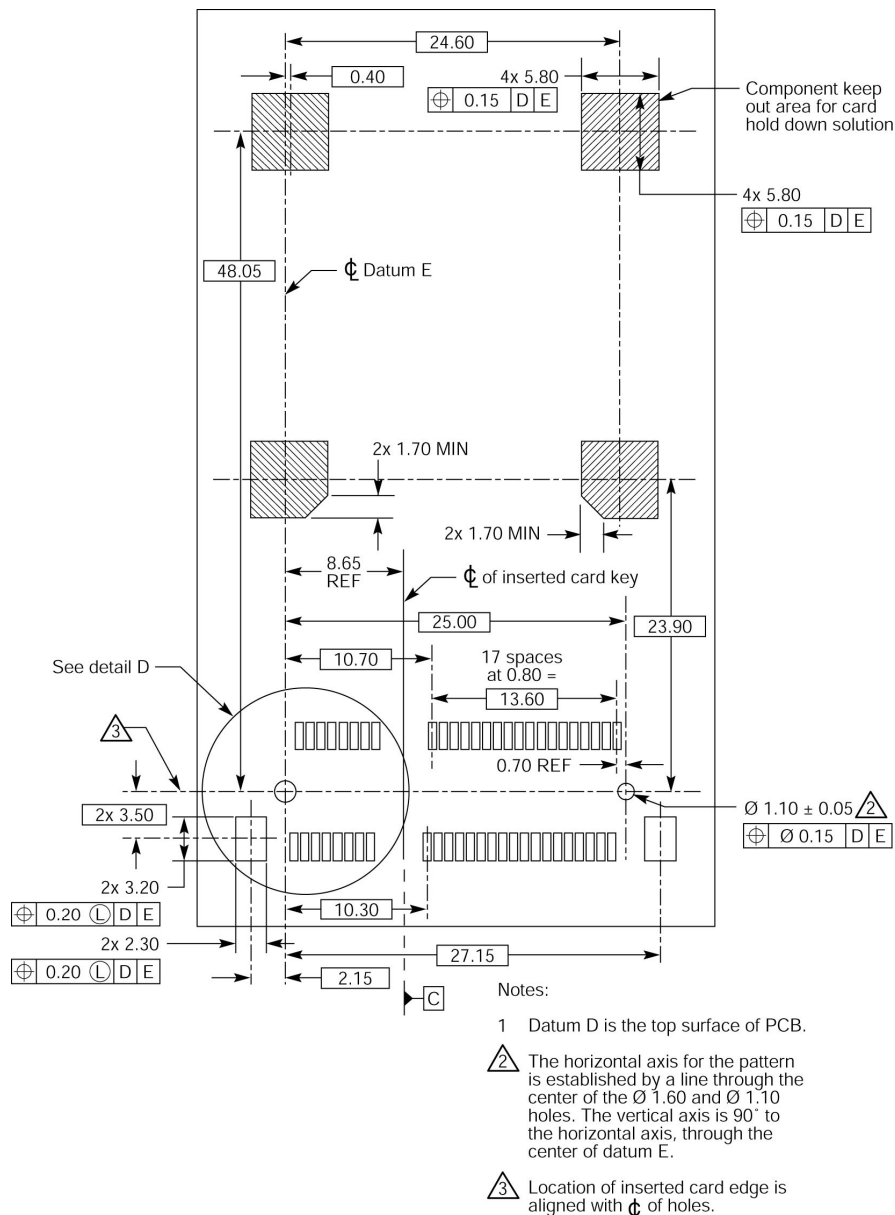 24.60
0.40
4x 5.80
⌖ 0.15 D E
Component keep
out area for card
hold down solution
4x 5.80
⌖ 0.15 D E
48.05
℄ Datum E
2x 1.70 MIN
2x 1.70 MIN
8.65
REF
℄ of inserted card key
25.00
23.90
10.70
17 spaces
at 0.80 =
13.60
See detail D
3
0.70 REF
2x 3.50
Ø 1.10 ± 0.05 2
⌖ Ø 0.15 D E
2x 3.20
⌖ 0.20 Ⓛ D E
10.30
2x 2.30
⌖ 0.20 Ⓛ D E
27.15
2.15
C
Notes:
1 Datum D is the top surface of PCB.
2 The horizontal axis for the pattern
is established by a line through the
center of the Ø 1.60 and Ø 1.10
holes. The vertical axis is 90˚ to
the horizontal axis, through the
center of datum E.
3 Location of inserted card edge is
aligned with ℄ of holes.